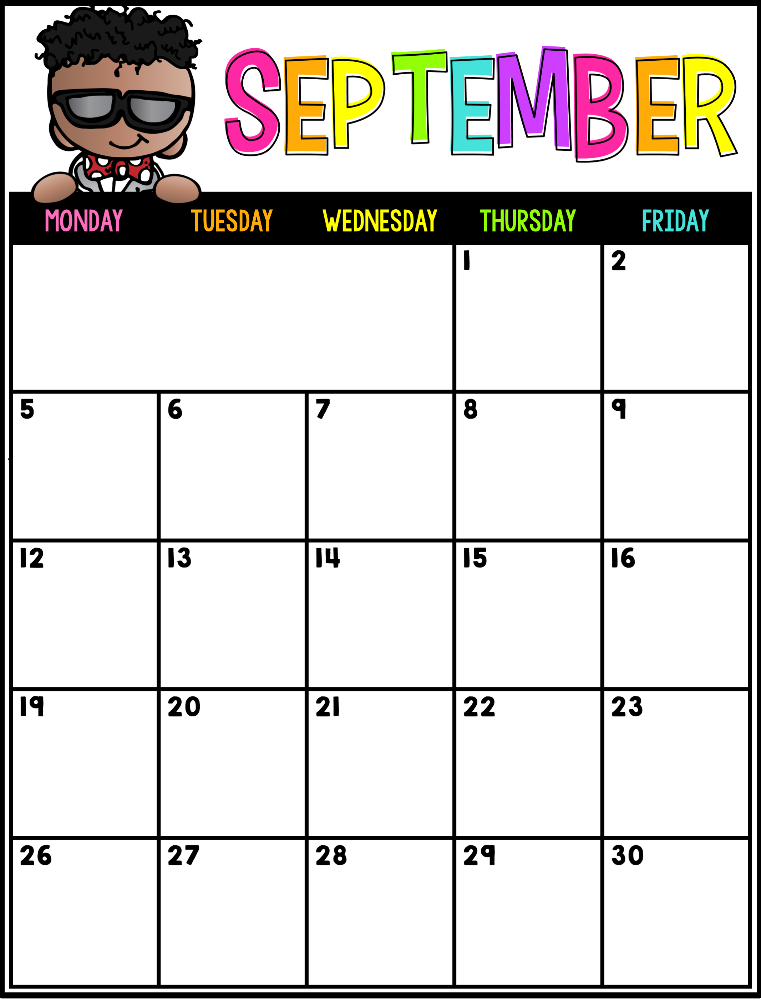 SEPTEMBER
MONDAY TUESDAY WEDNESDAY THURSDAY FRIDAY
1 2
5 6 7 8 9
12 13 14 15 16
19 20 21 22 23
26 27 28 29 30